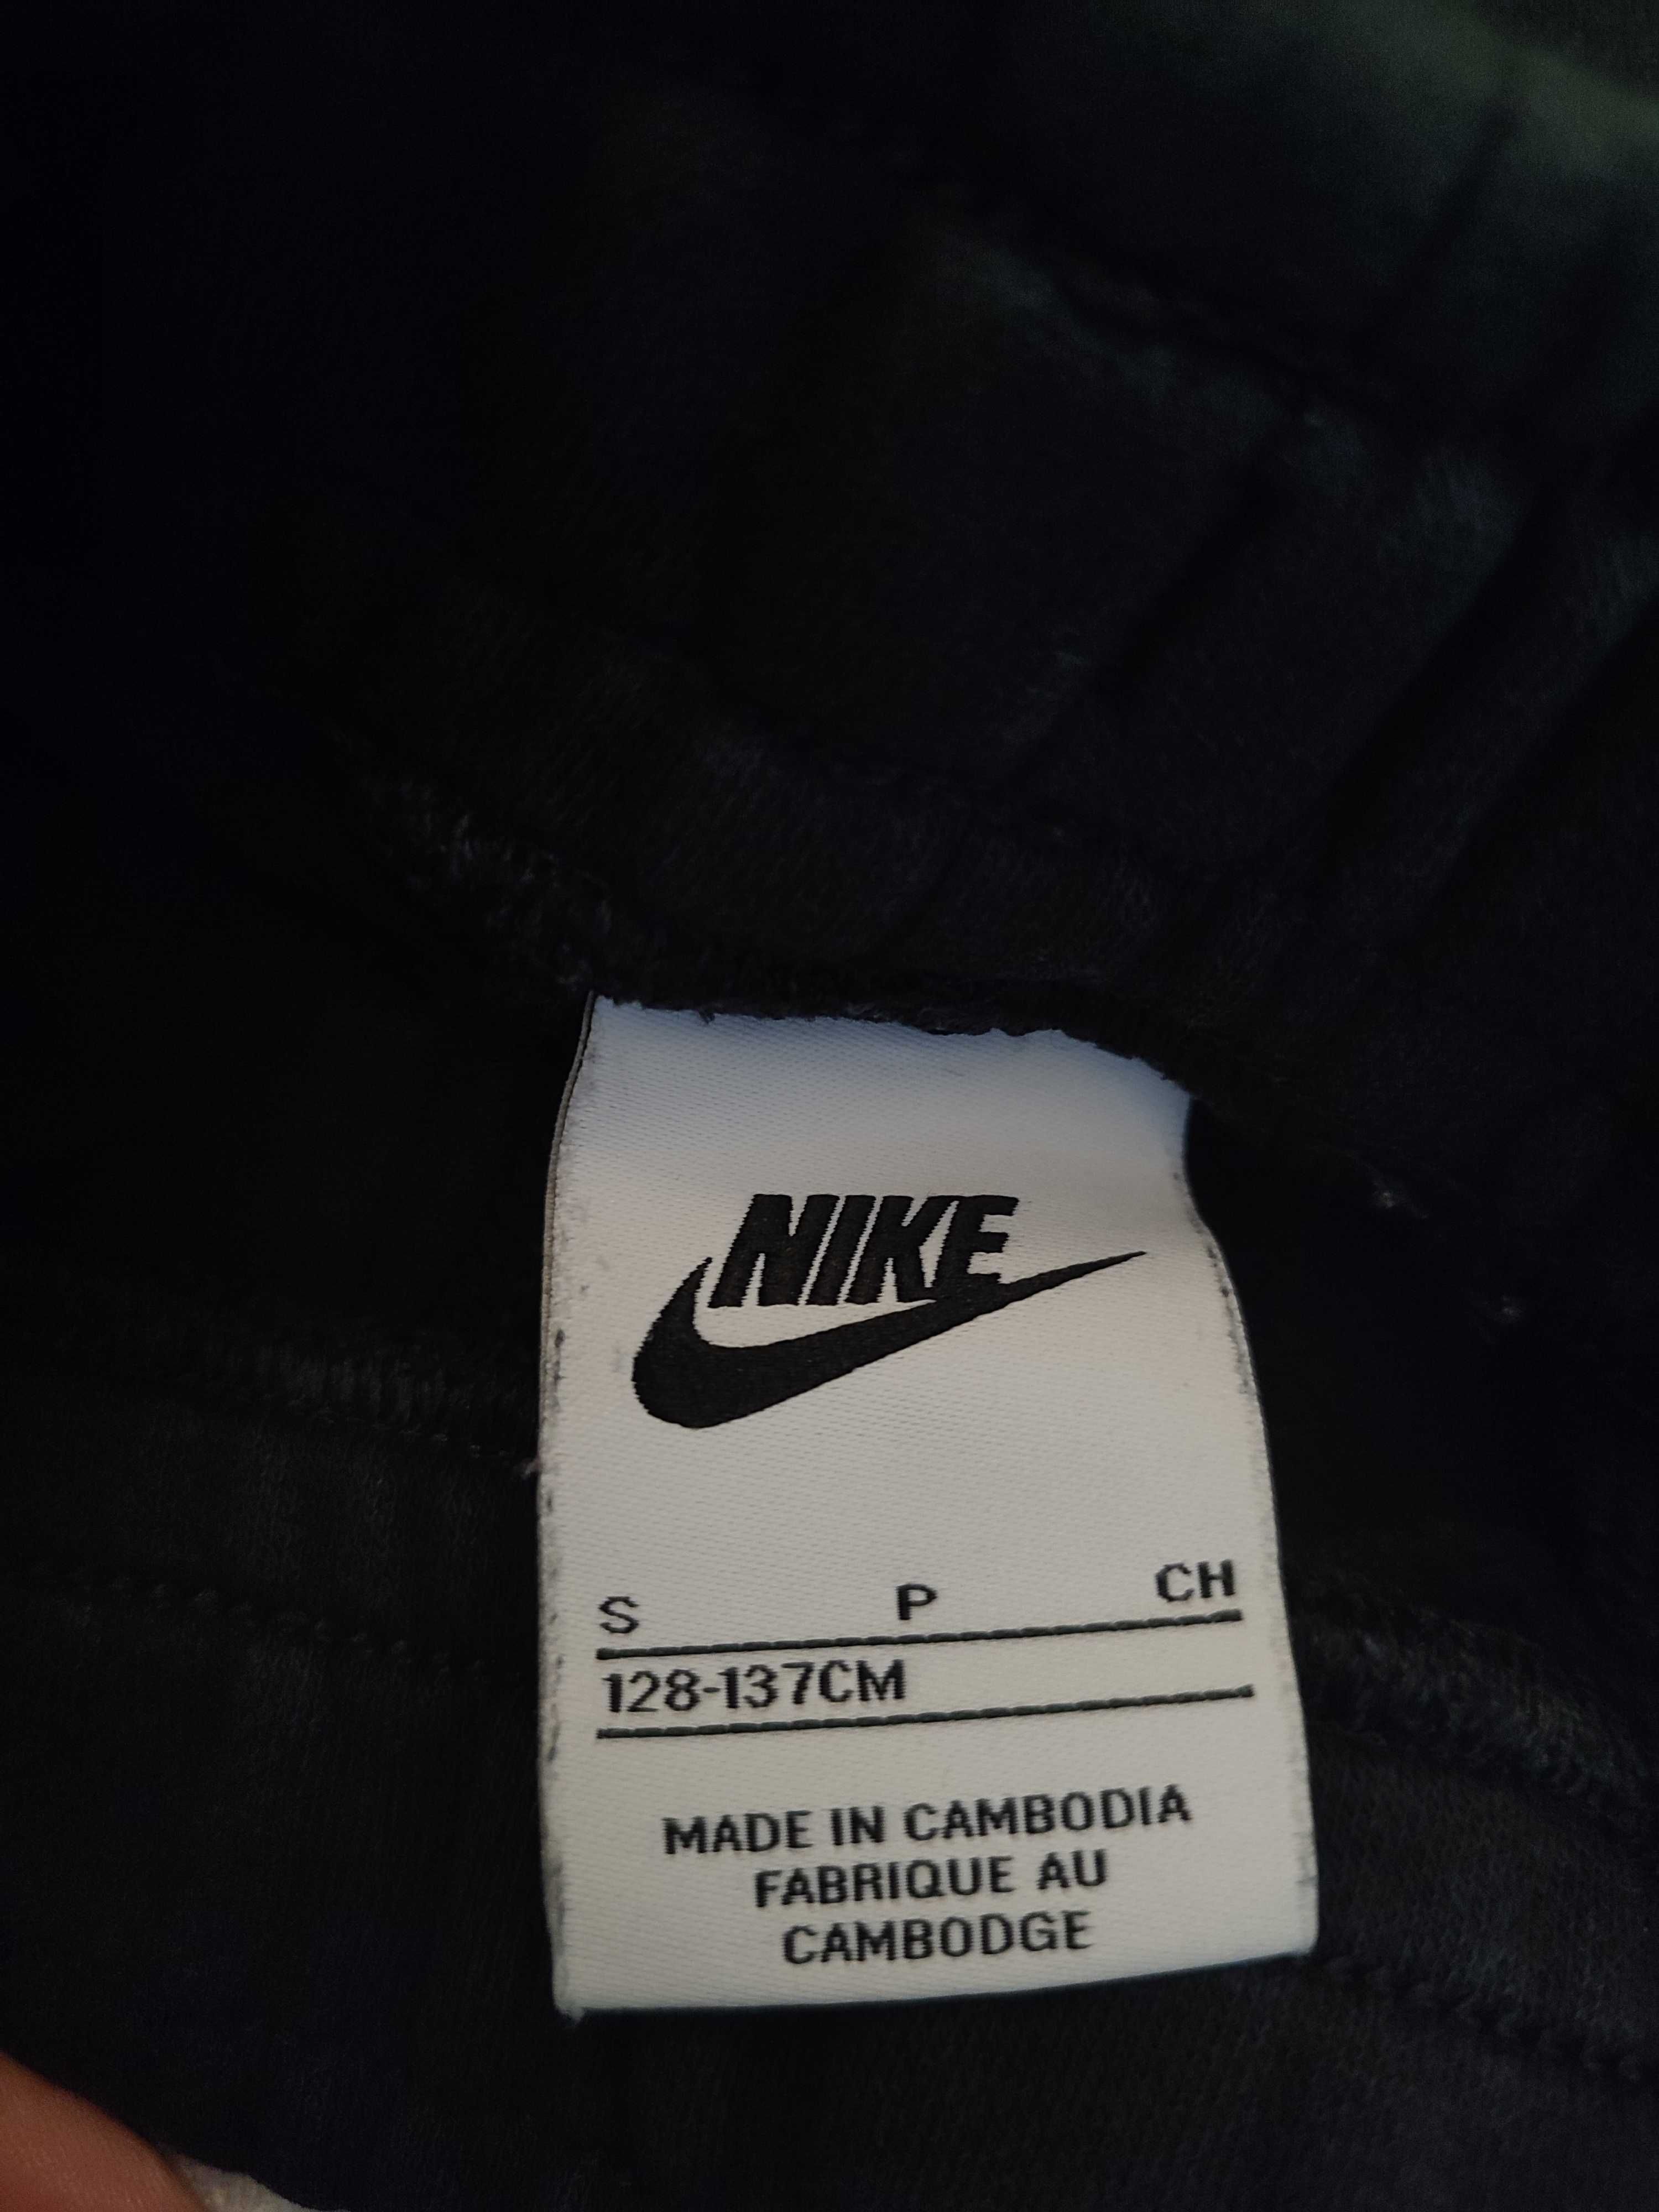 NIKE
S P CH
128-137CM
MADE IN CAMBODIA
FABRIQUE AU
CAMBODGE